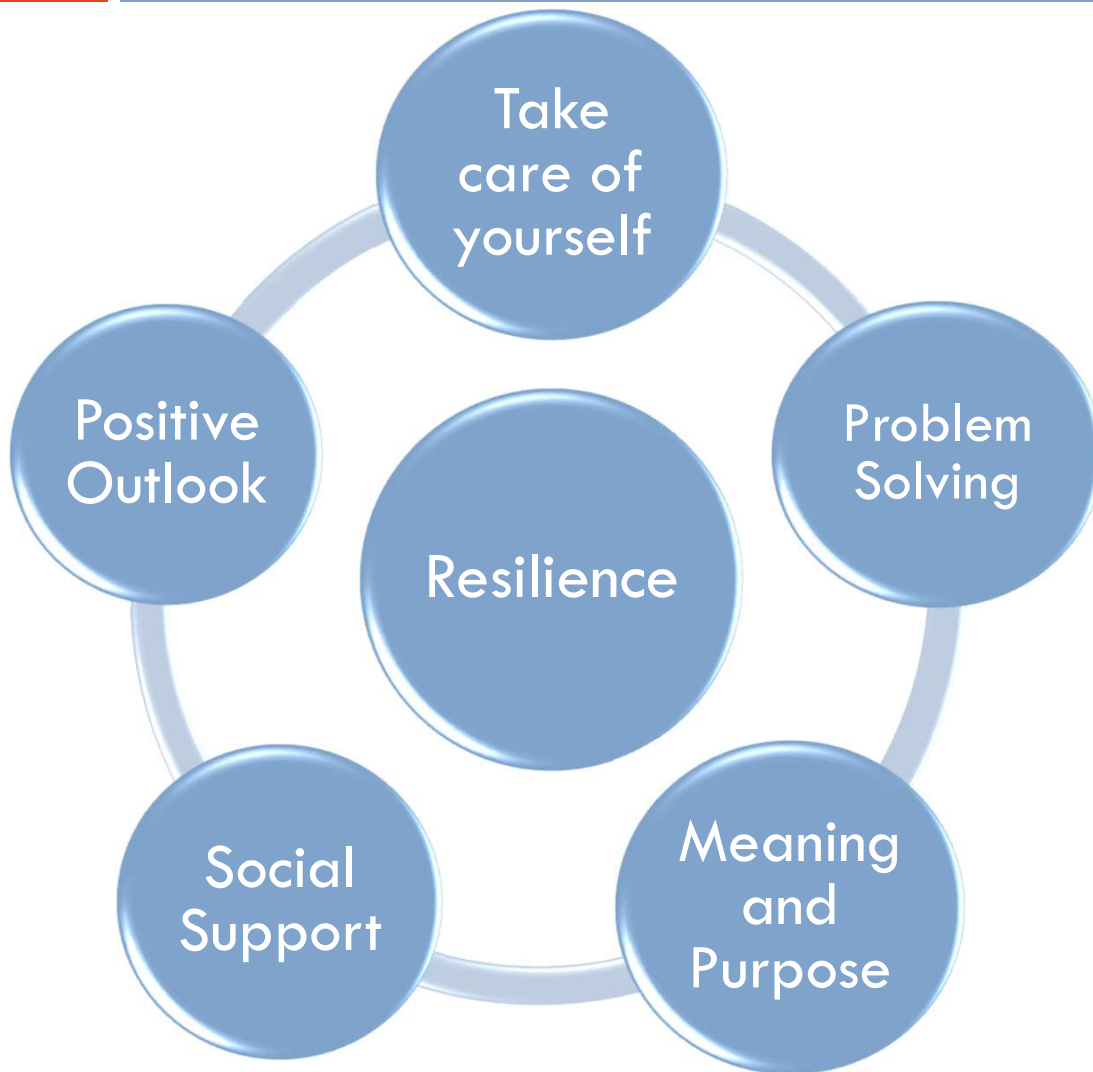 Take
care of
yourself
Problem
Solving
Meaning
and
Purpose
Social
Support
Positive
Outlook
Resilience